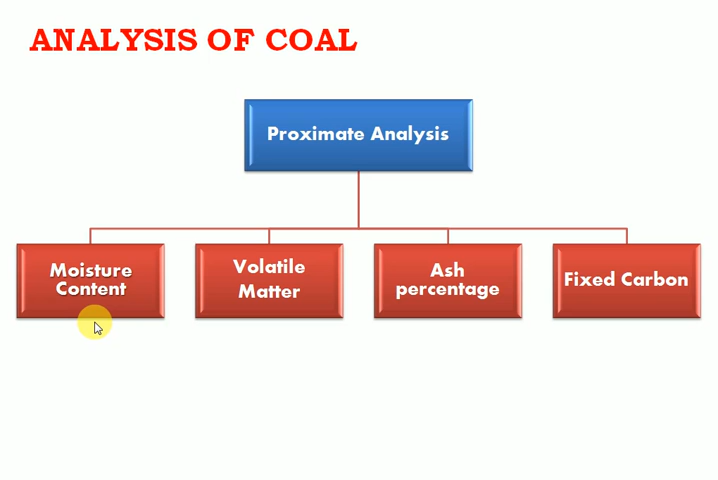 ANALYSIS OF COAL
Proximate Analysis
Moisture
Content
Volatile
Matter
Ash
percentage
Fixed Carbon